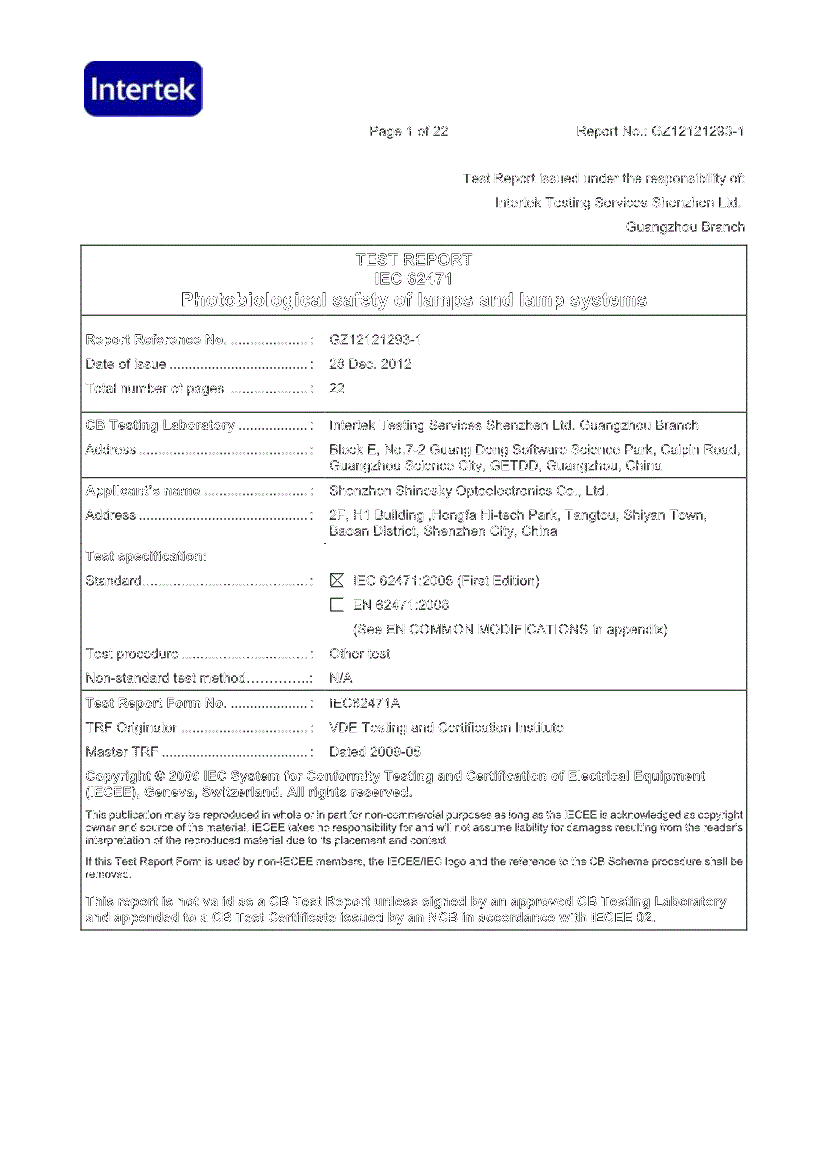 Intertek
Page 1 of 22 Report No.: GZ12121293-1
Test Report issued under the responsibility of:
Intertek Testing Services Shenzhen Ltd.
Guangzhou Branch
TEST REPORT
IEC 62471
Photobiological safety of lamps and lamp systems
Report Reference No. .................... : GZ12121293-1
Date of issue .................................... : 28 Dec. 2012
Total number of pages .................... : 22
CB Testing Laboratory .................. : Intertek Testing Services Shenzhen Ltd. Guangzhou Branch
Address ............................................ : Block E, No.7-2 Guang Dong Software Science Park, Caipin Road,
Guangzhou Science City, GETDD, Guangzhou, China
Applicant's name ........................... : Shenzhen Shinesky Optoelectronics Co., Ltd.
Address ............................................ : 2F, H1 Building ,Hongfa Hi-tech Park, Tangtou, Shiyan Town,
Baoan District, Shenzhen City, China
Test specification:
Standard........................................... : IEC 62471:2006 (First Edition)
EN 62471:2008
(See EN COMMON MODIFICATIONS in appendix)
Test procedure ................................. : Other test
Non-standard test method…………..: N/A
Test Report Form No. .................... : IEC62471A
TRF Originator ................................. : VDE Testing and Certification Institute
Master TRF ...................................... : Dated 2009-05
Copyright © 2009 IEC System for Conformity Testing and Certification of Electrical Equipment
(IECEE), Geneva, Switzerland. All rights reserved.
This publication may be reproduced in whole or in part for non-commercial purposes as long as the IECEE is acknowledged as copyright
owner and source of the material. IECEE takes no responsibility for and will not assume liability for damages resulting from the reader's
interpretation of the reproduced material due to its placement and context.
If this Test Report Form is used by non-IECEE members, the IECEE/IEC logo and the reference to the CB Scheme procedure shall be
removed.
This report is not valid as a CB Test Report unless signed by an approved CB Testing Laboratory
and appended to a CB Test Certificate issued by an NCB in accordance with IECEE 02.